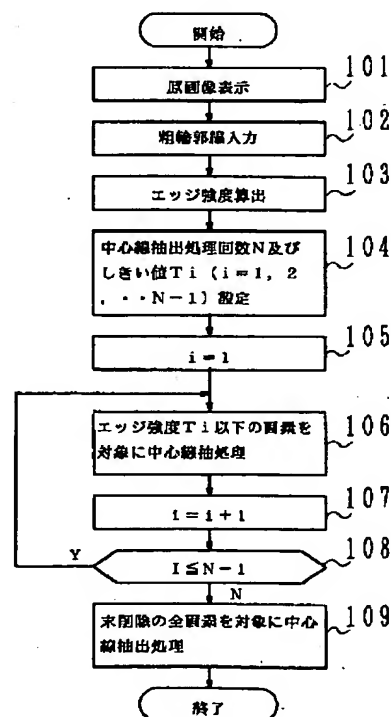 開始
101
原画像表示
102
粗輪郭線入力
103
エッジ強度算出
104
中心線抽出処理回数N及び
しきい値Ti (i=1, 2
, ・・N-1) 設定
105
i=1
106
エッジ強度Ti以下の画素を
対象に中心線抽処理
107
i=i+1
108
Y
I≦N-1
N
109
未削除の全画素を対象に中心
線抽出処理
終了